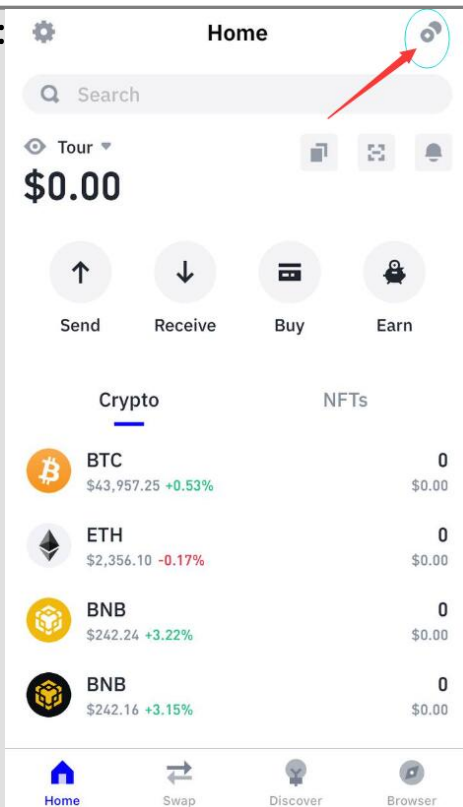 :
Home
Search
Tour
$0.00
Send Receive Buy Earn
Crypto NFTs
BTC 0
$43,957.25 +0.53% $0.00
ETH 0
$2,356.10 -0.17% $0.00
BNB 0
$242.24 +3.22% $0.00
BNB 0
$242.16 +3.15% $0.00
Home Swap Discover Browser